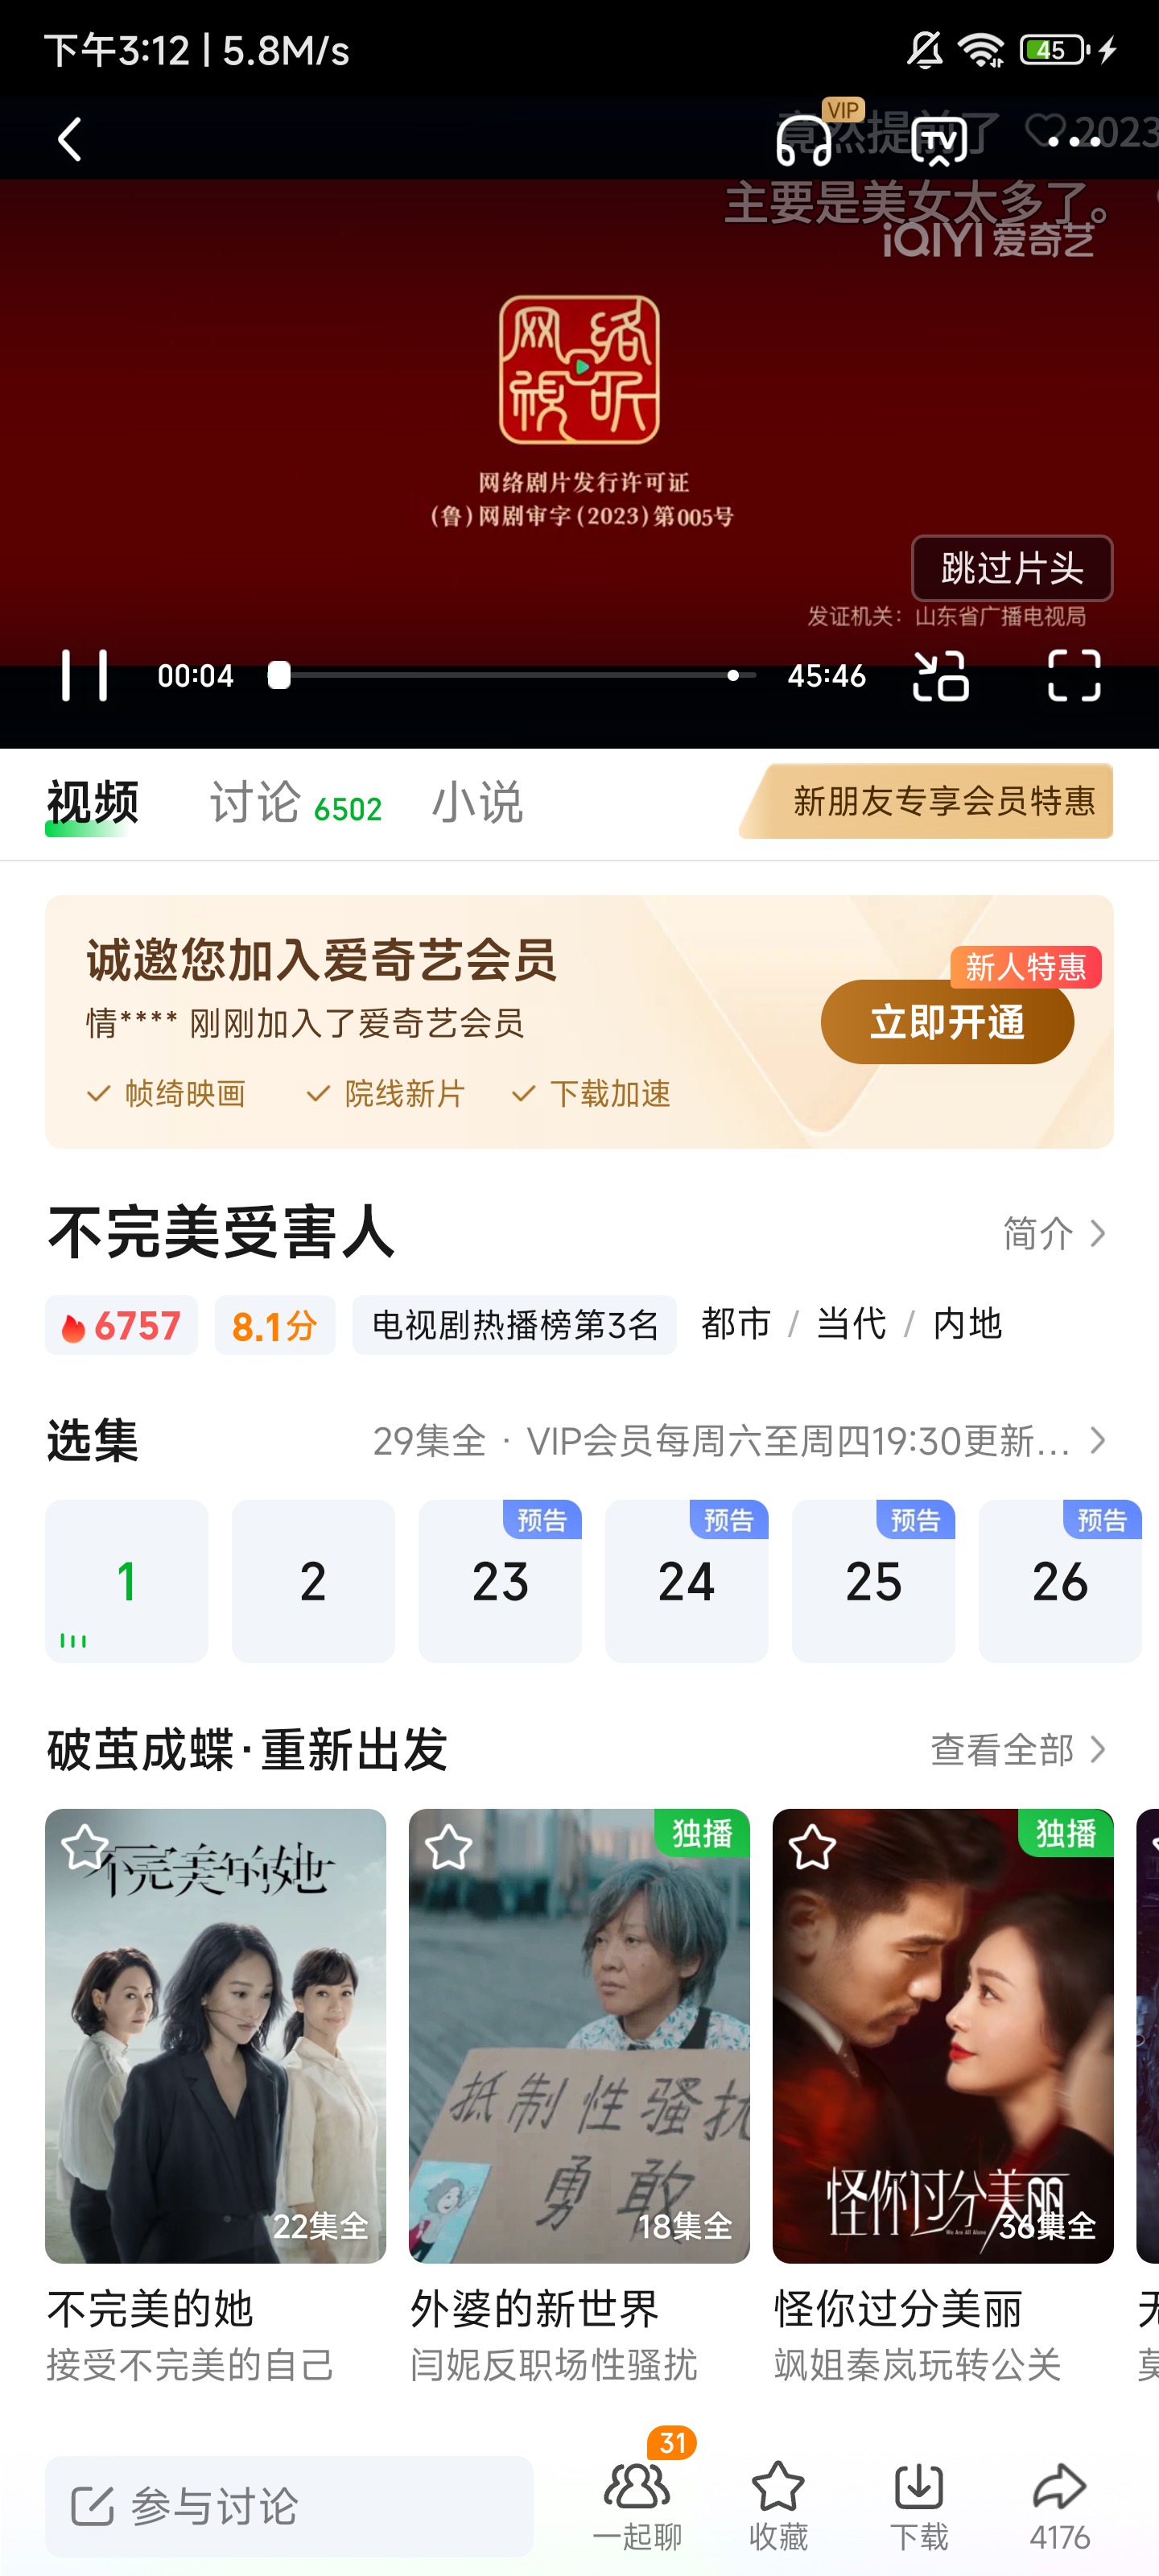 下午3:12 | 5.8M/s
45
VIP
竟然提前了
2023
TV
主要是美女太多了。
iQIYI 爱奇艺
网络视听
网络剧片发行许可证
(鲁)网剧审字(2023)第005号
跳过片头
发证机关：山东省广播电视局
00:04
45:46
视频
讨论 6502
小说
新朋友专享会员特惠
诚邀您加入爱奇艺会员
新人特惠
情**** 刚刚加入了爱奇艺会员
立即开通
帧绮映画
院线新片
下载加速
不完美受害人
简介
6757
8.1分
电视剧热播榜第3名
都市 / 当代 / 内地
选集
29集全 · VIP会员每周六至周四19:30更新...
1
2
预告
23
预告
24
预告
25
预告
26
破茧成蝶·重新出发
查看全部
不完美的她
22集全
独播
抵制性骚扰
勇敢
18集全
独播
怪你过分美丽
We Are All Alone
36集全
不完美的她
外婆的新世界
怪你过分美丽
接受不完美的自己
闫妮反职场性骚扰
飒姐秦岚玩转公关
参与讨论
31
一起聊
收藏
下载
4176